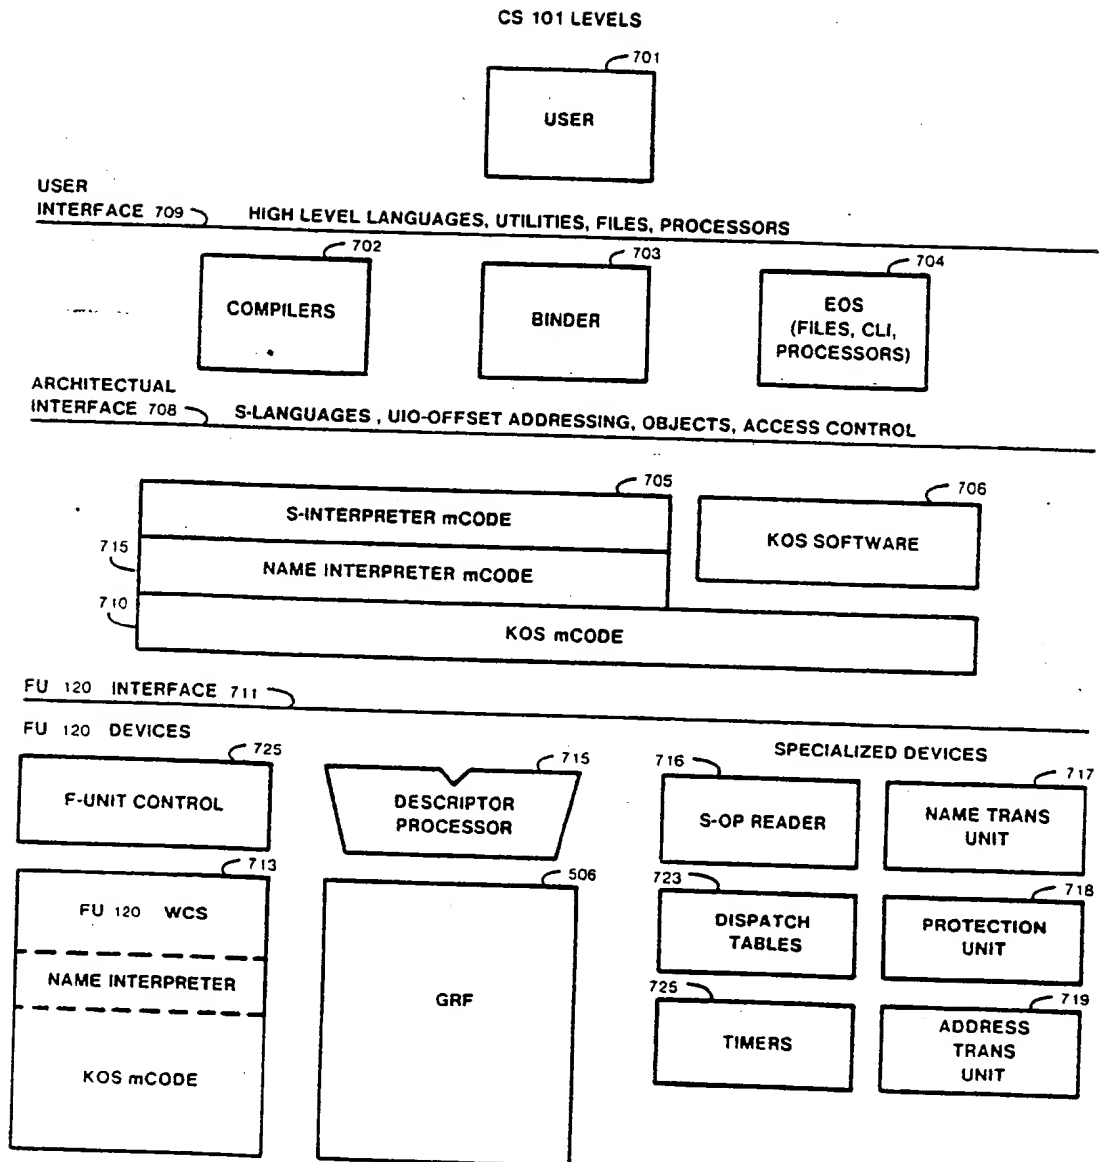 CS 101 LEVELS
701
USER
USER
INTERFACE 709
HIGH LEVEL LANGUAGES, UTILITIES, FILES, PROCESSORS
702
703
704
COMPILERS
BINDER
EOS
(FILES, CLI,
PROCESSORS)
ARCHITECTUAL
INTERFACE 708
S-LANGUAGES , UIO-OFFSET ADDRESSING, OBJECTS, ACCESS CONTROL
705
706
S-INTERPRETER mCODE
KOS SOFTWARE
715
NAME INTERPRETER mCODE
710
KOS mCODE
FU 120 INTERFACE 711
FU 120 DEVICES
SPECIALIZED DEVICES
725
715
716
717
F-UNIT CONTROL
DESCRIPTOR
PROCESSOR
S-OP READER
NAME TRANS
UNIT
713
506
723
718
FU 120 WCS
DISPATCH
TABLES
PROTECTION
UNIT
NAME INTERPRETER
GRF
725
719
TIMERS
ADDRESS
TRANS
UNIT
KOS mCODE